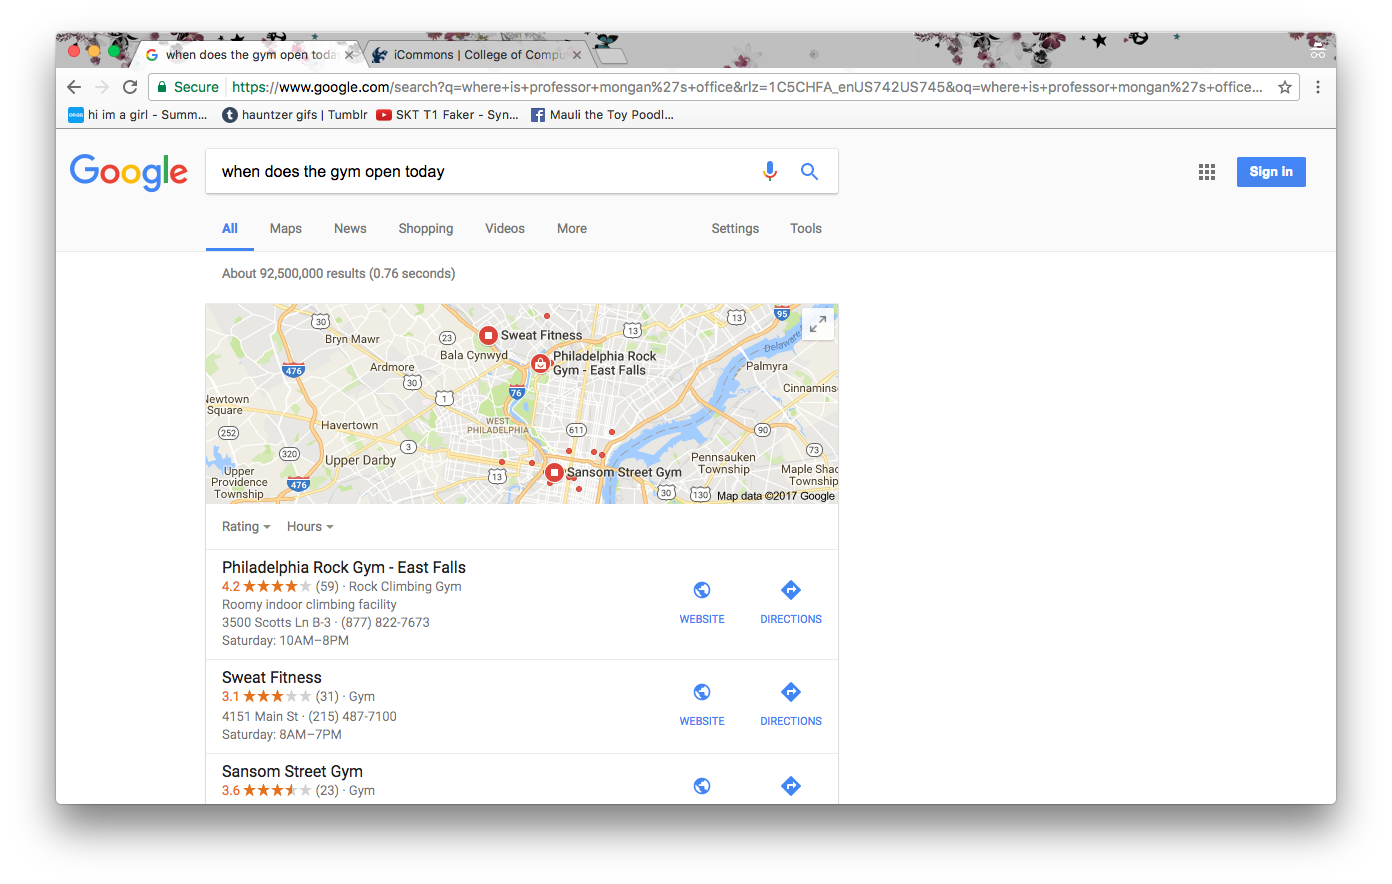 when does the gym open toda
iCommons | College of Compu
Secure
https://www.google.com/search?q=where+is+professor+mongan%27s+office&rlz=1C5CHFA_enUS742US745&oq=where+is+professor+mongan%27s+office...
hi im a girl - Summ...
hauntzer gifs | Tumblr
SKT T1 Faker - Syn...
Mauli the Toy Poodl...
Google
when does the gym open today
Sign in
All
Maps
News
Shopping
Videos
More
Settings
Tools
About 92,500,000 results (0.76 seconds)
30
Bryn Mawr
23
Sweat Fitness
13
13
95
Delaware
Bala Cynwyd
Philadelphia Rock
Gym - East Falls
476
Ardmore
30
Palmyra
Cinnamins
1
76
Newtown
Square
252
Havertown
WEST
PHILADELPHIA
611
90
3
320
Upper Darby
73
Pennsauken
Township
Maple Shad
Township
Upper
Providence
Township
476
13
Sansom Street Gym
30
130
Map data ©2017 Google
Rating
Hours
Philadelphia Rock Gym - East Falls
4.2 (59) · Rock Climbing Gym
Roomy indoor climbing facility
3500 Scotts Ln B-3 · (877) 822-7673
Saturday: 10AM–8PM
WEBSITE
DIRECTIONS
Sweat Fitness
3.1 (31) · Gym
4151 Main St · (215) 487-7100
Saturday: 8AM–7PM
WEBSITE
DIRECTIONS
Sansom Street Gym
3.6 (23) · Gym